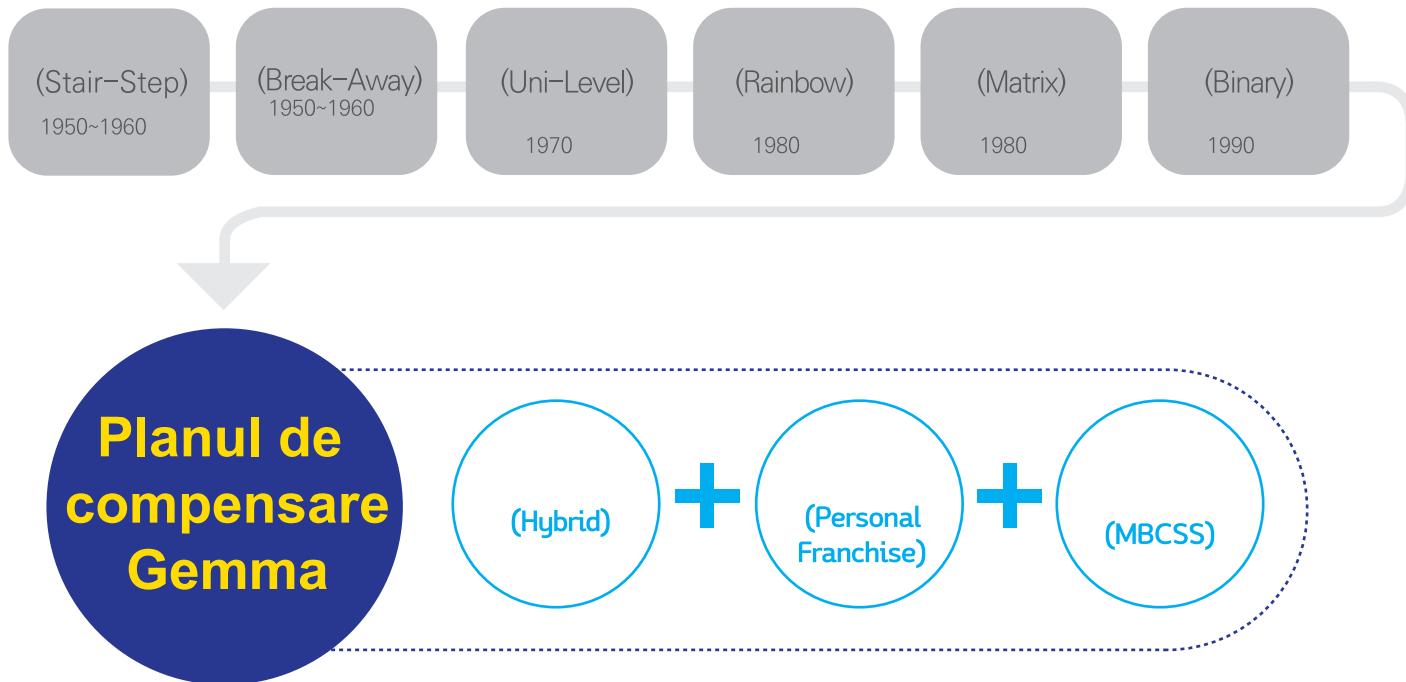 (Stair-Step)
1950~1960
(Break-Away)
1950~1960
(Uni-Level)
1970
(Rainbow)
1980
(Matrix)
1980
(Binary)
1990
Planul de
compensare
Gemma
(Hybrid)
(Personal
Franchise)
(MBCSS)